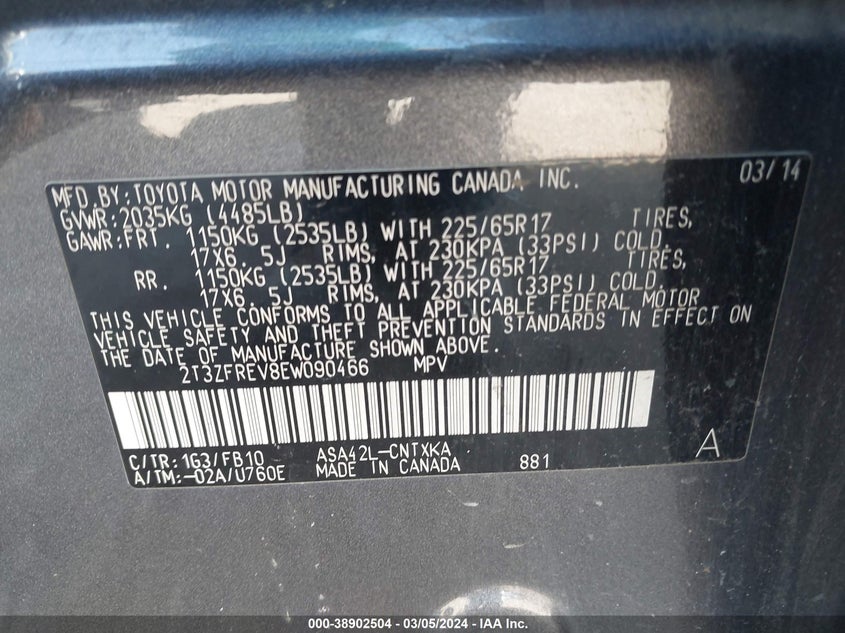 MFD.BY:TOYOTA MOTOR MANUFACTURING CANADA INC. 03/14
GVWR:2035KG (4485LB)
GAWR:FRT. 1150KG (2535LB) WITH 225/65R17 TIRES,
17X6. 5J RIMS, AT 230KPA (33PSI) COLD.
RR. 1150KG (2535LB) WITH 225/65R17 TIRES,
17X6. 5J RIMS, AT 230KPA (33PSI) COLD.
THIS VEHICLE CONFORMS TO ALL APPLICABLE FEDERAL MOTOR
VEHICLE SAFETY AND THEFT PREVENTION STANDARDS IN EFFECT ON
THE DATE OF MANUFACTURE SHOWN ABOVE.
2T3ZFREV8EW090466 MPV
C/TR:1G3/FB10 ASA42L-CNTXKA A
A/TM:-02A/U760E MADE IN CANADA 881
000-38902504 - 03/05/2024 - IAA Inc.